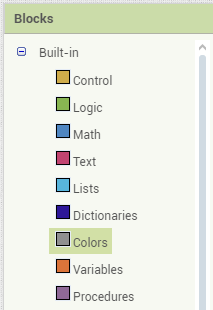 Blocks
Built-in
Control
Logic
Math
Text
Lists
Dictionaries
Colors
Variables
Procedures